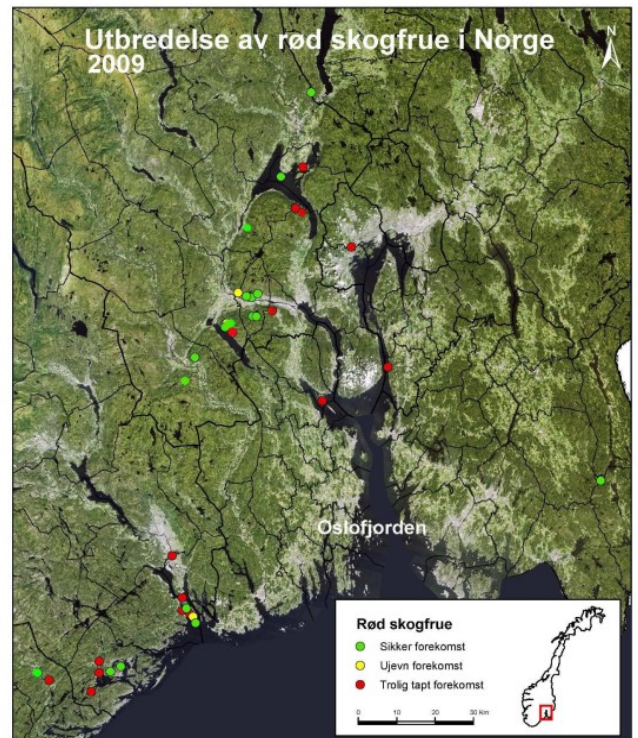 Utbredelse av rød skogfrue i Norge
2009
N
Oslofjorden
Rød skogfrue
Sikker forekomst
Ujevn forekomst
Trolig tapt forekomst
0 10 20 30 km